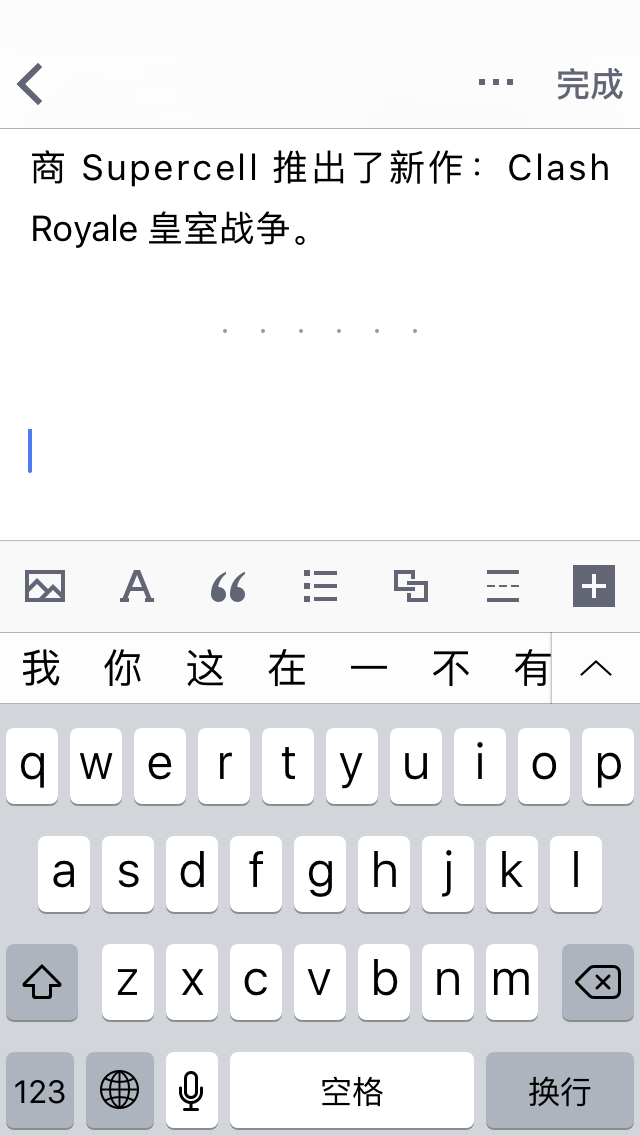 完成
商 Supercell 推出了新作：Clash
Royale 皇室战争。
我 你 这 在 一 不 有
q w e r t y u i o p
a s d f g h j k l
z x c v b n m
123 空格 换行